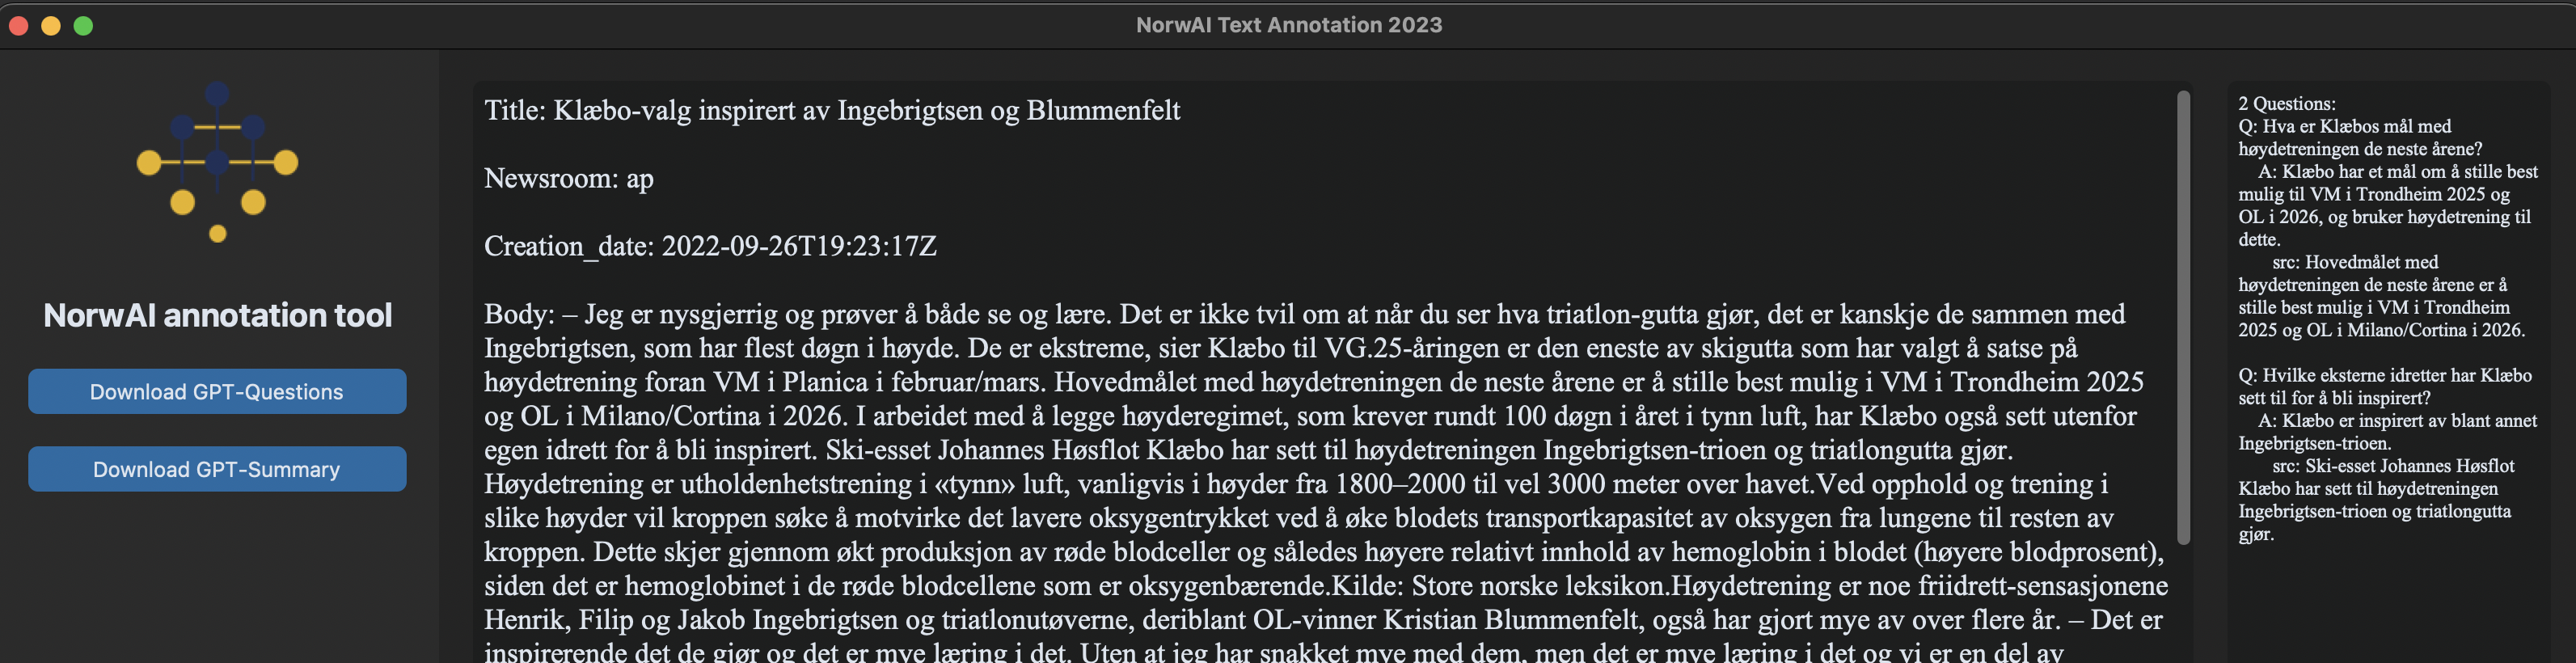 NorwAI Text Annotation 2023
NorwAI annotation tool
Download GPT-Questions
Download GPT-Summary
Title: Klæbo-valg inspirert av Ingebrigtsen og Blummenfelt
Newsroom: ap
Creation_date: 2022-09-26T19:23:17Z
Body: – Jeg er nysgjerrig og prøver å både se og lære. Det er ikke tvil om at når du ser hva triatlon-gutta gjør, det er kanskje de sammen med
Ingebrigtsen, som har flest døgn i høyde. De er ekstreme, sier Klæbo til VG.25-åringen er den eneste av skigutta som har valgt å satse på
høydetrening foran VM i Planica i februar/mars. Hovedmålet med høydetreningen de neste årene er å stille best mulig i VM i Trondheim 2025
og OL i Milano/Cortina i 2026. I arbeidet med å legge høyderegimet, som krever rundt 100 døgn i året i tynn luft, har Klæbo også sett utenfor
egen idrett for å bli inspirert. Ski-esset Johannes Høsflot Klæbo har sett til høydetreningen Ingebrigtsen-trioen og triatlongutta gjør.
Høydetrening er utholdenhetstrening i «tynn» luft, vanligvis i høyder fra 1800–2000 til vel 3000 meter over havet.Ved opphold og trening i
slike høyder vil kroppen søke å motvirke det lavere oksygentrykket ved å øke blodets transportkapasitet av oksygen fra lungene til resten av
kroppen. Dette skjer gjennom økt produksjon av røde blodceller og således høyere relativt innhold av hemoglobin i blodet (høyere blodprosent),
siden det er hemoglobinet i de røde blodcellene som er oksygenbærende.Kilde: Store norske leksikon.Høydetrening er noe friidrett-sensasjonene
Henrik, Filip og Jakob Ingebrigtsen og triatlonutøverne, deriblant OL-vinner Kristian Blummenfelt, også har gjort mye av over flere år. – Det er
inspirerende det de gjør og det er mye læring i det. Uten at jeg har snakket mye med dem, men det er mye læring i det og vi er en del av
2 Questions:
Q: Hva er Klæbos mål med
høydetreningen de neste årene?
A: Klæbo har et mål om å stille best
mulig til VM i Trondheim 2025 og
OL i 2026, og bruker høydetrening til
dette.
src: Hovedmålet med
høydetreningen de neste årene er å
stille best mulig i VM i Trondheim
2025 og OL i Milano/Cortina i 2026.
Q: Hvilke eksterne idretter har Klæbo
sett til for å bli inspirert?
A: Klæbo er inspirert av blant annet
Ingebrigtsen-trioen.
src: Ski-esset Johannes Høsflot
Klæbo har sett til høydetreningen
Ingebrigtsen-trioen og triatlongutta
gjør.